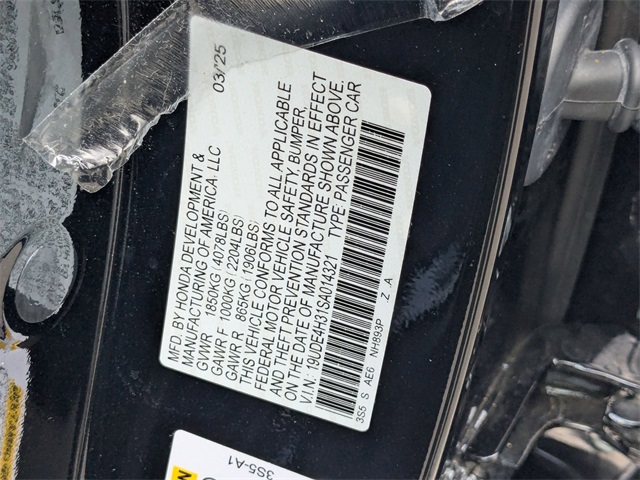 MFD. BY HONDA DEVELOPMENT & 03/25
MANUFACTURING OF AMERICA, LLC
GVWR 1850KG(4078LBS)
GAWR F 1000KG(2204LBS)
GAWR R 865KG(1906LBS)
THIS VEHICLE CONFORMS TO ALL APPLICABLE
FEDERAL MOTOR VEHICLE SAFETY, BUMPER,
AND THEFT PREVENTION STANDARDS IN EFFECT
ON THE DATE OF MANUFACTURE SHOWN ABOVE.
V.I.N: 19UDE4H31SA014321 TYPE: PASSENGER CAR
3S5 S AE6 NH893P Z A
3S5-A1